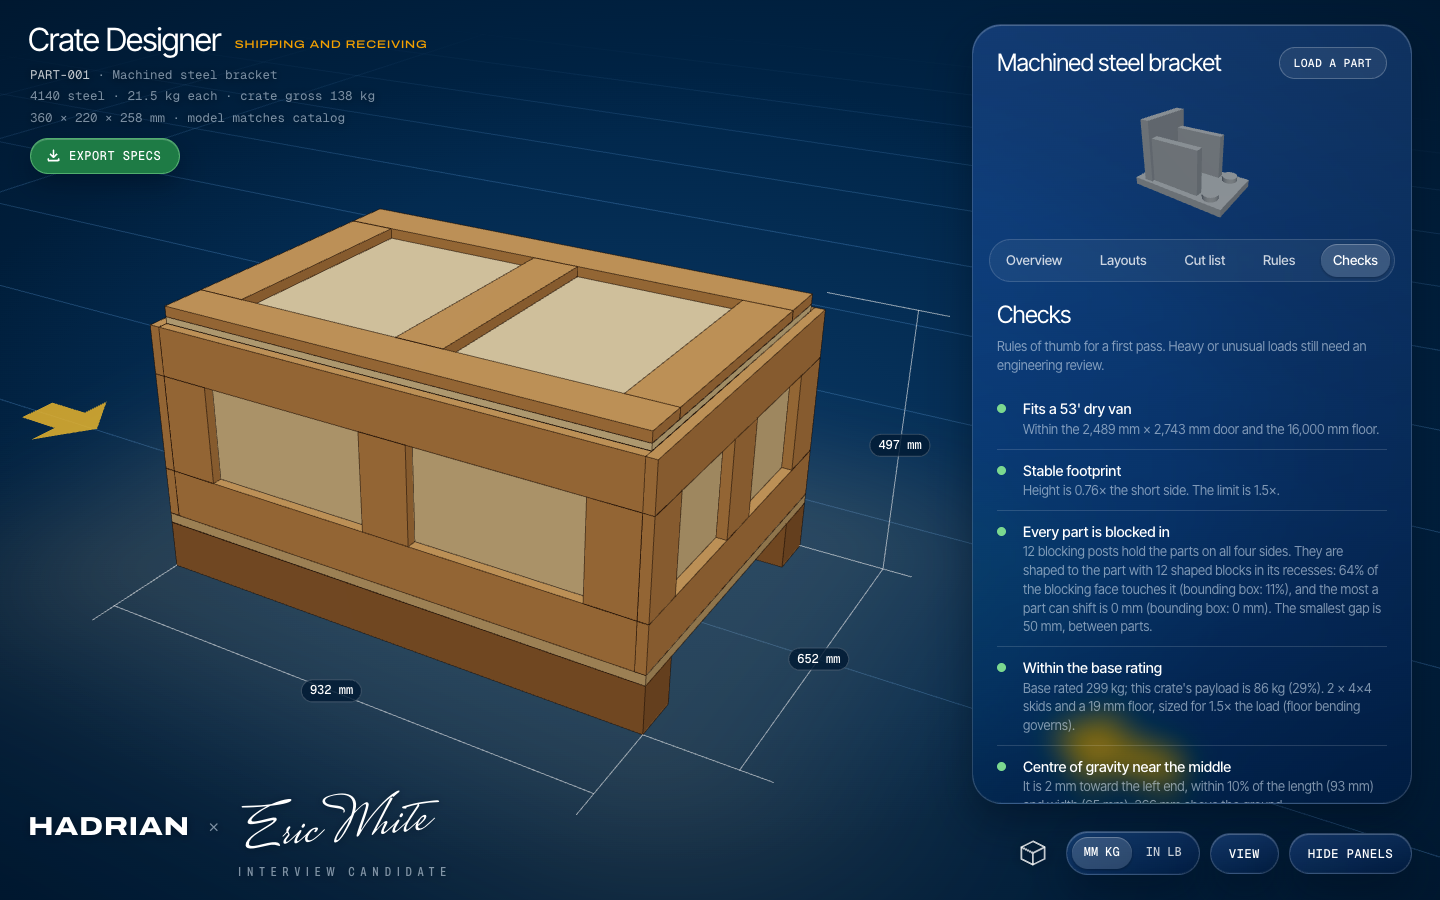 Crate Designer SHIPPING AND RECEIVING
PART-001 · Machined steel bracket
4140 steel · 21.5 kg each · crate gross 138 kg
360 × 220 × 258 mm · model matches catalog
EXPORT SPECS
497 mm
652 mm
932 mm
HADRIAN × Eric White
INTERVIEW CANDIDATE
Machined steel bracket
LOAD A PART
Overview Layouts Cut list Rules Checks
Checks
Rules of thumb for a first pass. Heavy or unusual loads still need an
engineering review.
Fits a 53' dry van
Within the 2,489 mm × 2,743 mm door and the 16,000 mm floor.
Stable footprint
Height is 0.76× the short side. The limit is 1.5×.
Every part is blocked in
12 blocking posts hold the parts on all four sides. They are
shaped to the part with 12 shaped blocks in its recesses: 64% of
the blocking face touches it (bounding box: 11%), and the most a
part can shift is 0 mm (bounding box: 0 mm). The smallest gap is
50 mm, between parts.
Within the base rating
Base rated 299 kg; this crate's payload is 86 kg (29%). 2 × 4×4
skids and a 19 mm floor, sized for 1.5× the load (floor bending
governs).
Centre of gravity near the middle
It is 2 mm toward the left end, within 10% of the length (93 mm)
MM KG IN LB VIEW HIDE PANELS